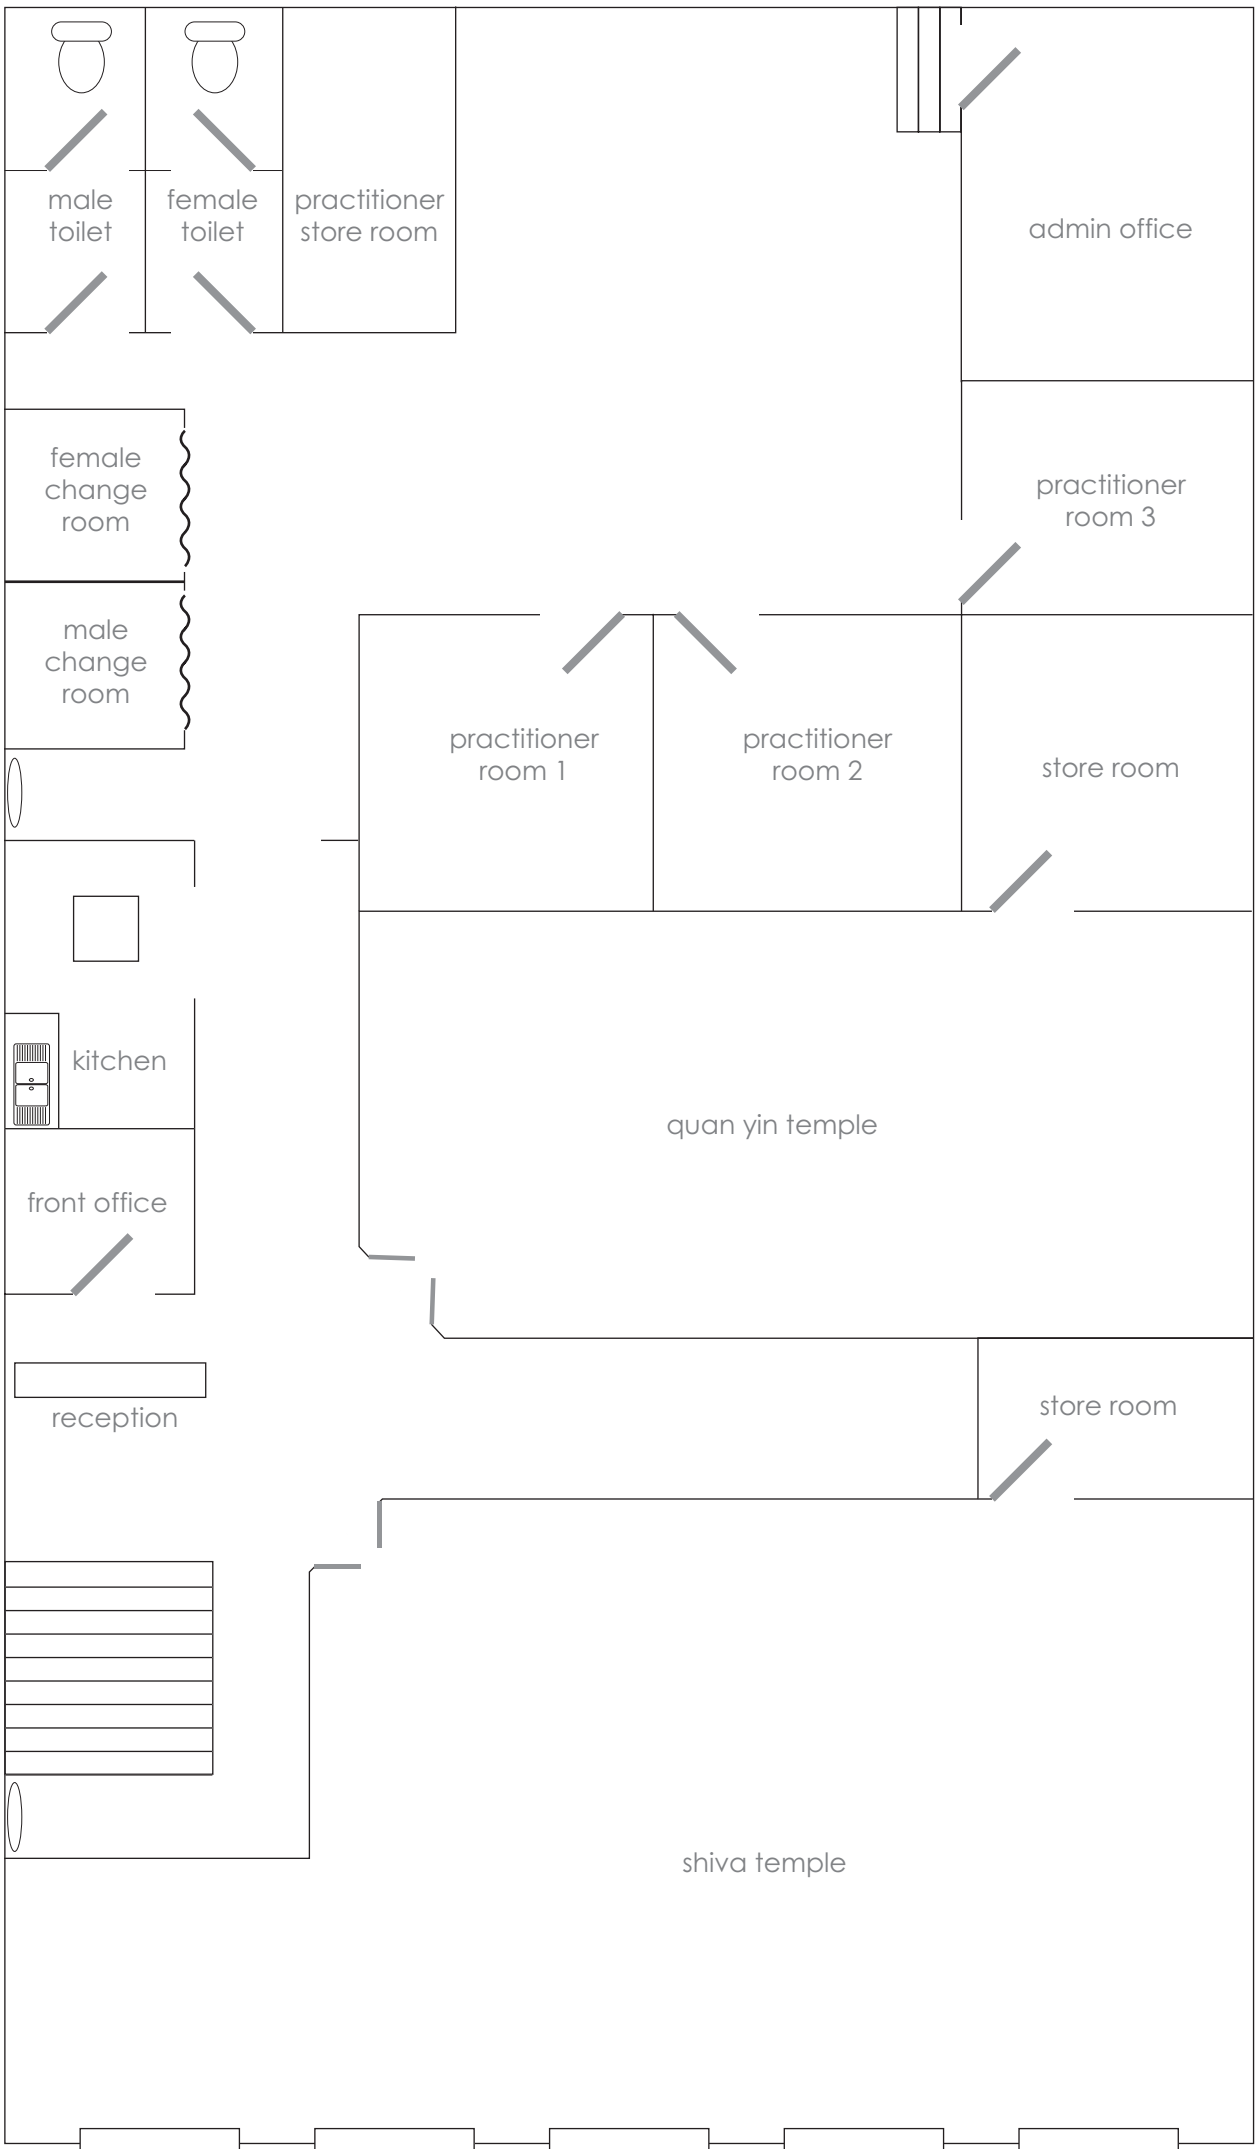 male
toilet
female
toilet
practitioner
store room
admin office
female
change
room
practitioner
room 3
male
change
room
practitioner
room 1
practitioner
room 2
store room
kitchen
quan yin temple
front office
reception
store room
shiva temple